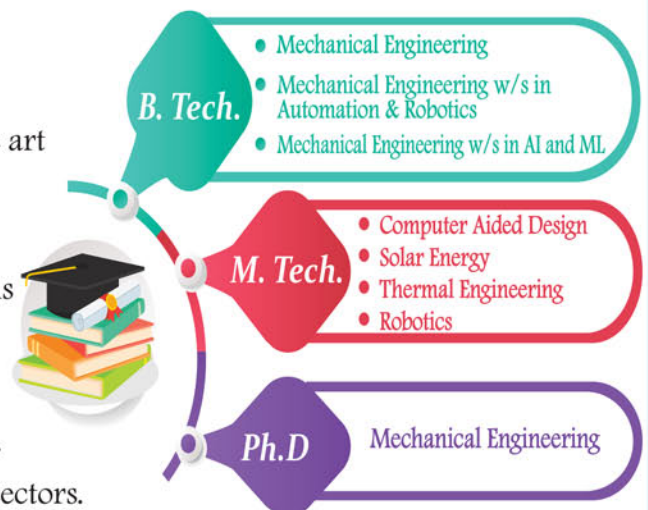 B. Tech.
• Mechanical Engineering
• Mechanical Engineering w/s in
Automation & Robotics
• Mechanical Engineering w/s in AI and ML
art
M. Tech.
• Computer Aided Design
• Solar Energy
• Thermal Engineering
• Robotics
Ph.D
Mechanical Engineering
ectors.